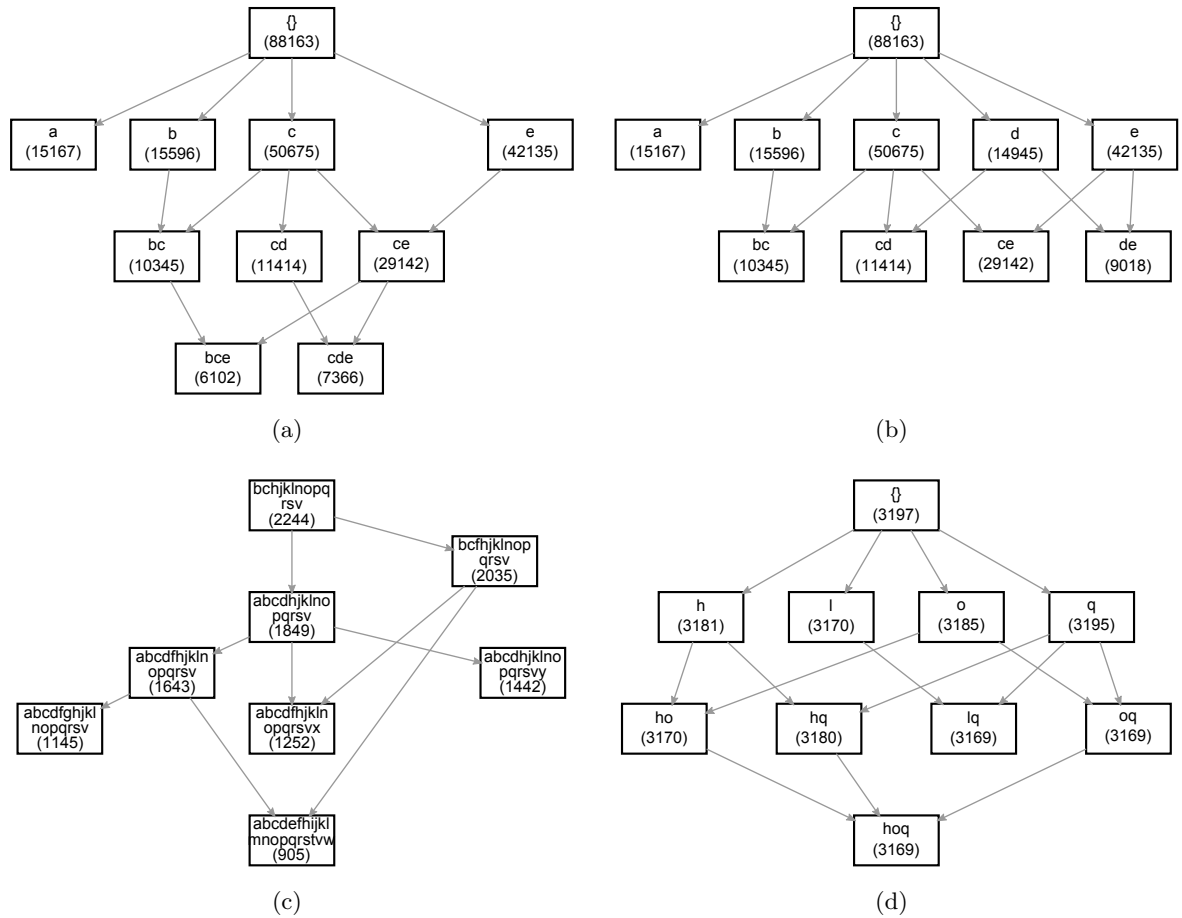 {}
(88163)
a
(15167)
b
(15596)
c
(50675)
e
(42135)
bc
(10345)
cd
(11414)
ce
(29142)
bce
(6102)
cde
(7366)
(a)
{}
(88163)
a
(15167)
b
(15596)
c
(50675)
d
(14945)
e
(42135)
bc
(10345)
cd
(11414)
ce
(29142)
de
(9018)
(b)
bchjklnopq
rsv
(2244)
bcfhjklnop
qrsv
(2035)
abcdhjklno
pqrsv
(1849)
abcdfhjkln
opqrsv
(1643)
abcdhjklno
pqrsvy
(1442)
abcdfghjkl
nopqrsv
(1145)
abcdfhjkln
opqrsvx
(1252)
abcdefhijkl
mnopqrstvw
(905)
(c)
{}
(3197)
h
(3181)
l
(3170)
o
(3185)
q
(3195)
ho
(3170)
hq
(3180)
lq
(3169)
oq
(3169)
hoq
(3169)
(d)